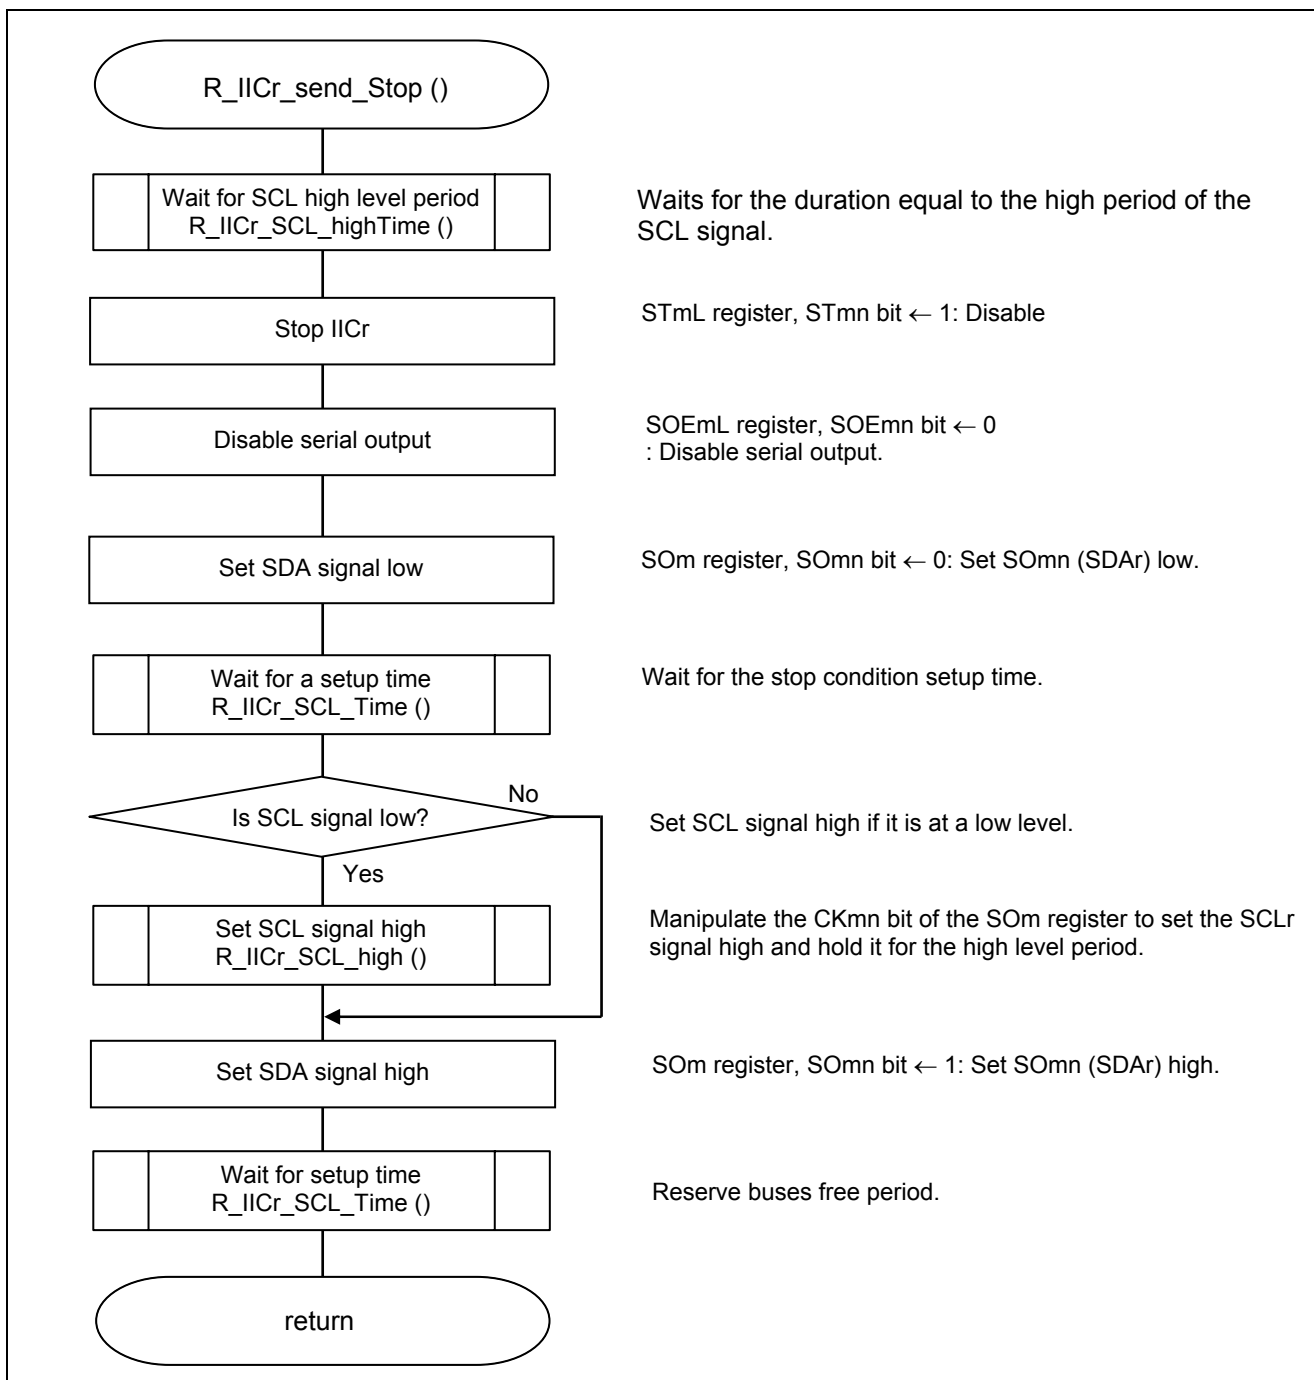 R_IICr_send_Stop ()
Wait for SCL high level period
R_IICr_SCL_highTime ()
Waits for the duration equal to the high period of the
SCL signal.
Stop IICr
STmL register, STmn bit ← 1: Disable
Disable serial output
SOEmL register, SOEmn bit ← 0
: Disable serial output.
Set SDA signal low
SOm register, SOmn bit ← 0: Set SOmn (SDAr) low.
Wait for a setup time
R_IICr_SCL_Time ()
Wait for the stop condition setup time.
Is SCL signal low?
No
Set SCL signal high if it is at a low level.
Yes
Set SCL signal high
R_IICr_SCL_high ()
Manipulate the CKmn bit of the SOm register to set the SCLr
signal high and hold it for the high level period.
Set SDA signal high
SOm register, SOmn bit ← 1: Set SOmn (SDAr) high.
Wait for setup time
R_IICr_SCL_Time ()
Reserve buses free period.
return